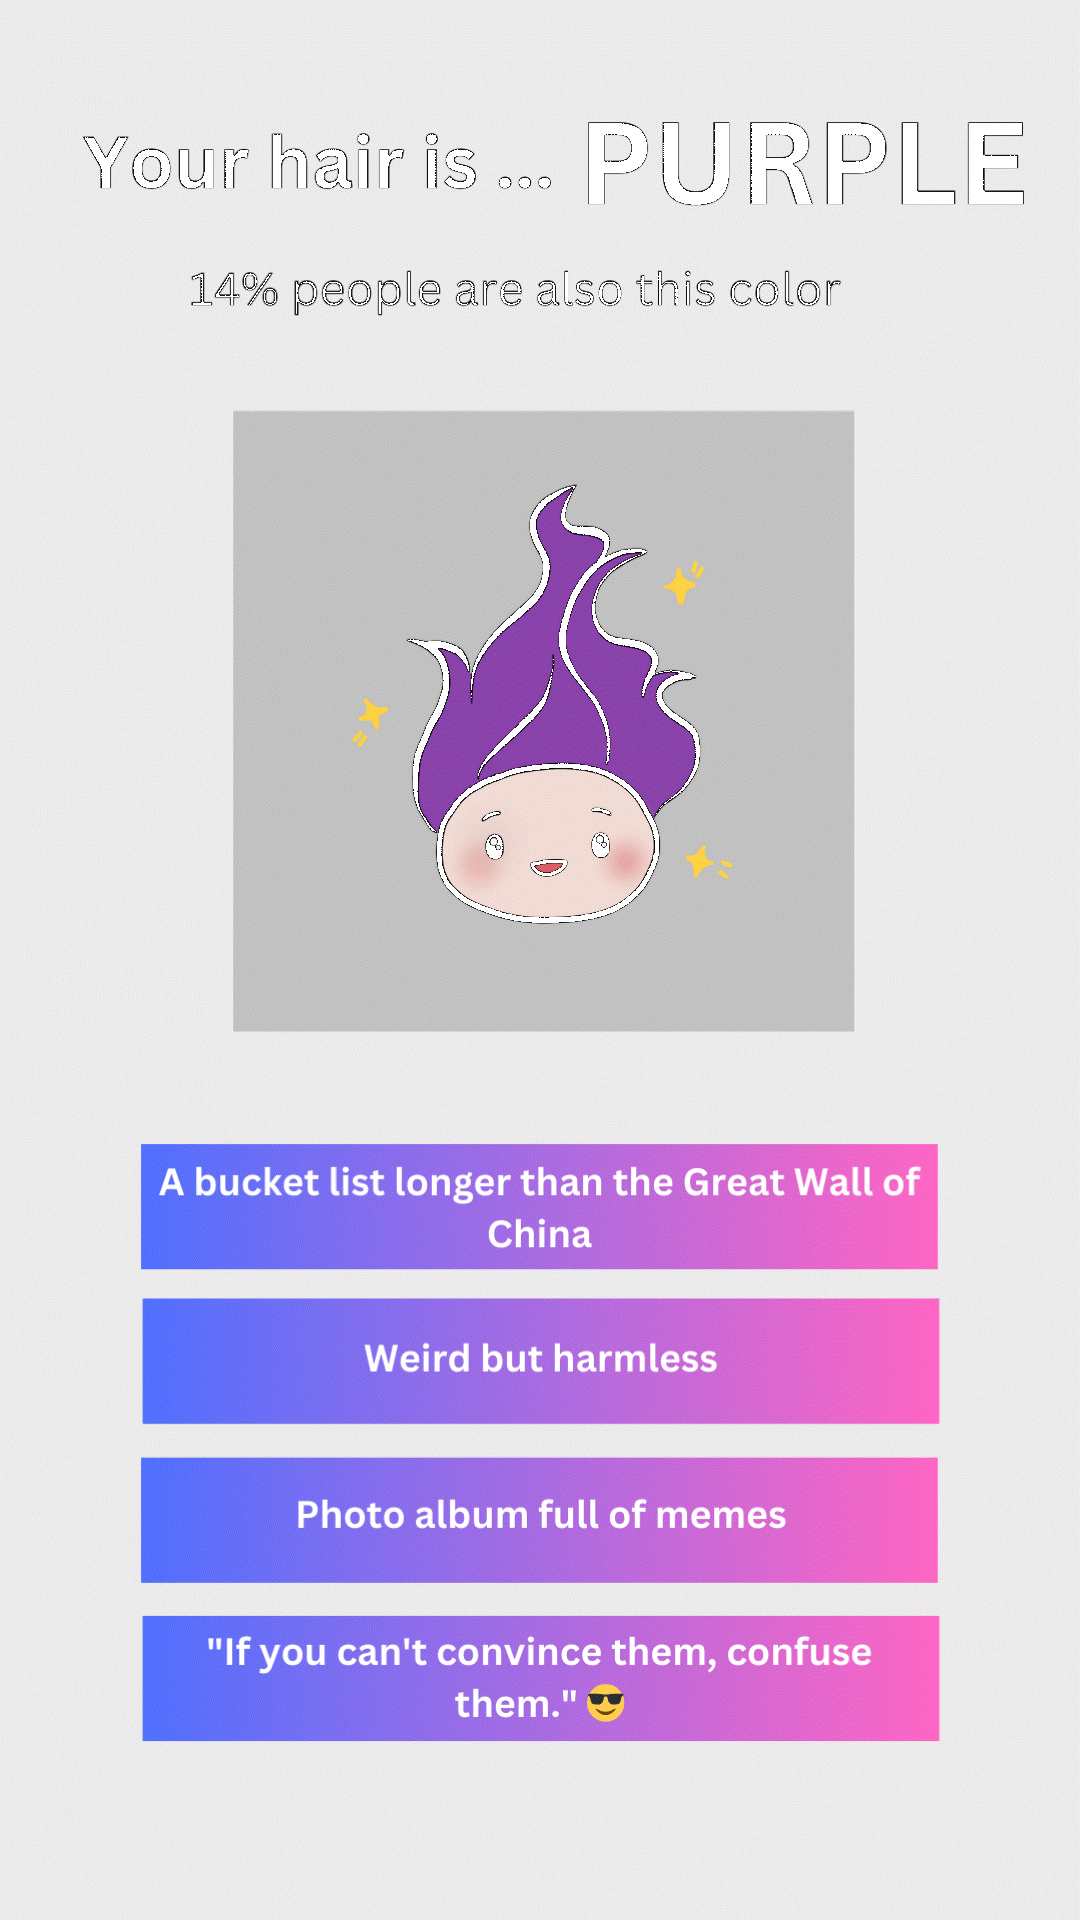 Your hair is ... PURPLE
14% people are also this color
A bucket list longer than the Great Wall of
China
Weird but harmless
Photo album full of memes
"If you can't convince them, confuse
them." 😎